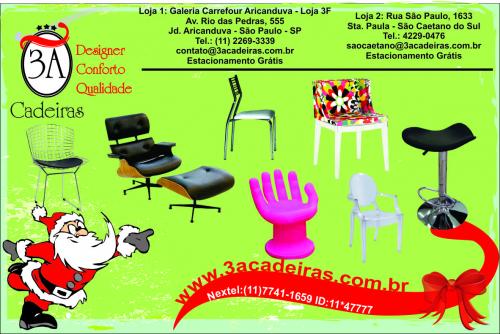 3A
Designer
Conforto
Qualidade
Cadeiras
Loja 1: Galeria Carrefour Aricanduva - Loja 3F
Av. Rio das Pedras, 555
Jd. Aricanduva - São Paulo - SP
Tel.: (11) 2269-3339
contato@3acadeiras.com.br
Estacionamento Grátis
Loja 2: Rua São Paulo, 1633
Sta. Paula - São Caetano do Sul
Tel.: 4229-0476
saocaetano@3acadeiras.com.br
Estacionamento Grátis
www.3acadeiras.com.br
Nextel:(11)7741-1659 ID:11*47777